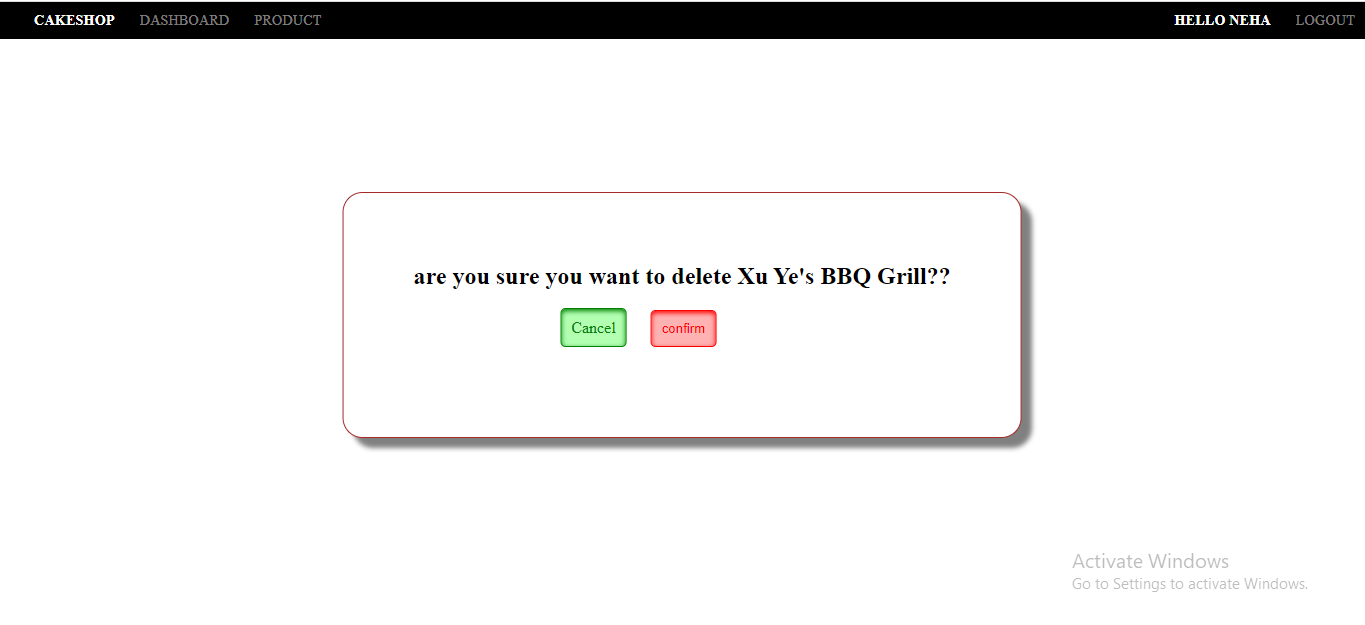 CAKESHOP DASHBOARD PRODUCT HELLO NEHA LOGOUT
are you sure you want to delete Xu Ye's BBQ Grill??
Cancel confirm
Activate Windows
Go to Settings to activate Windows.